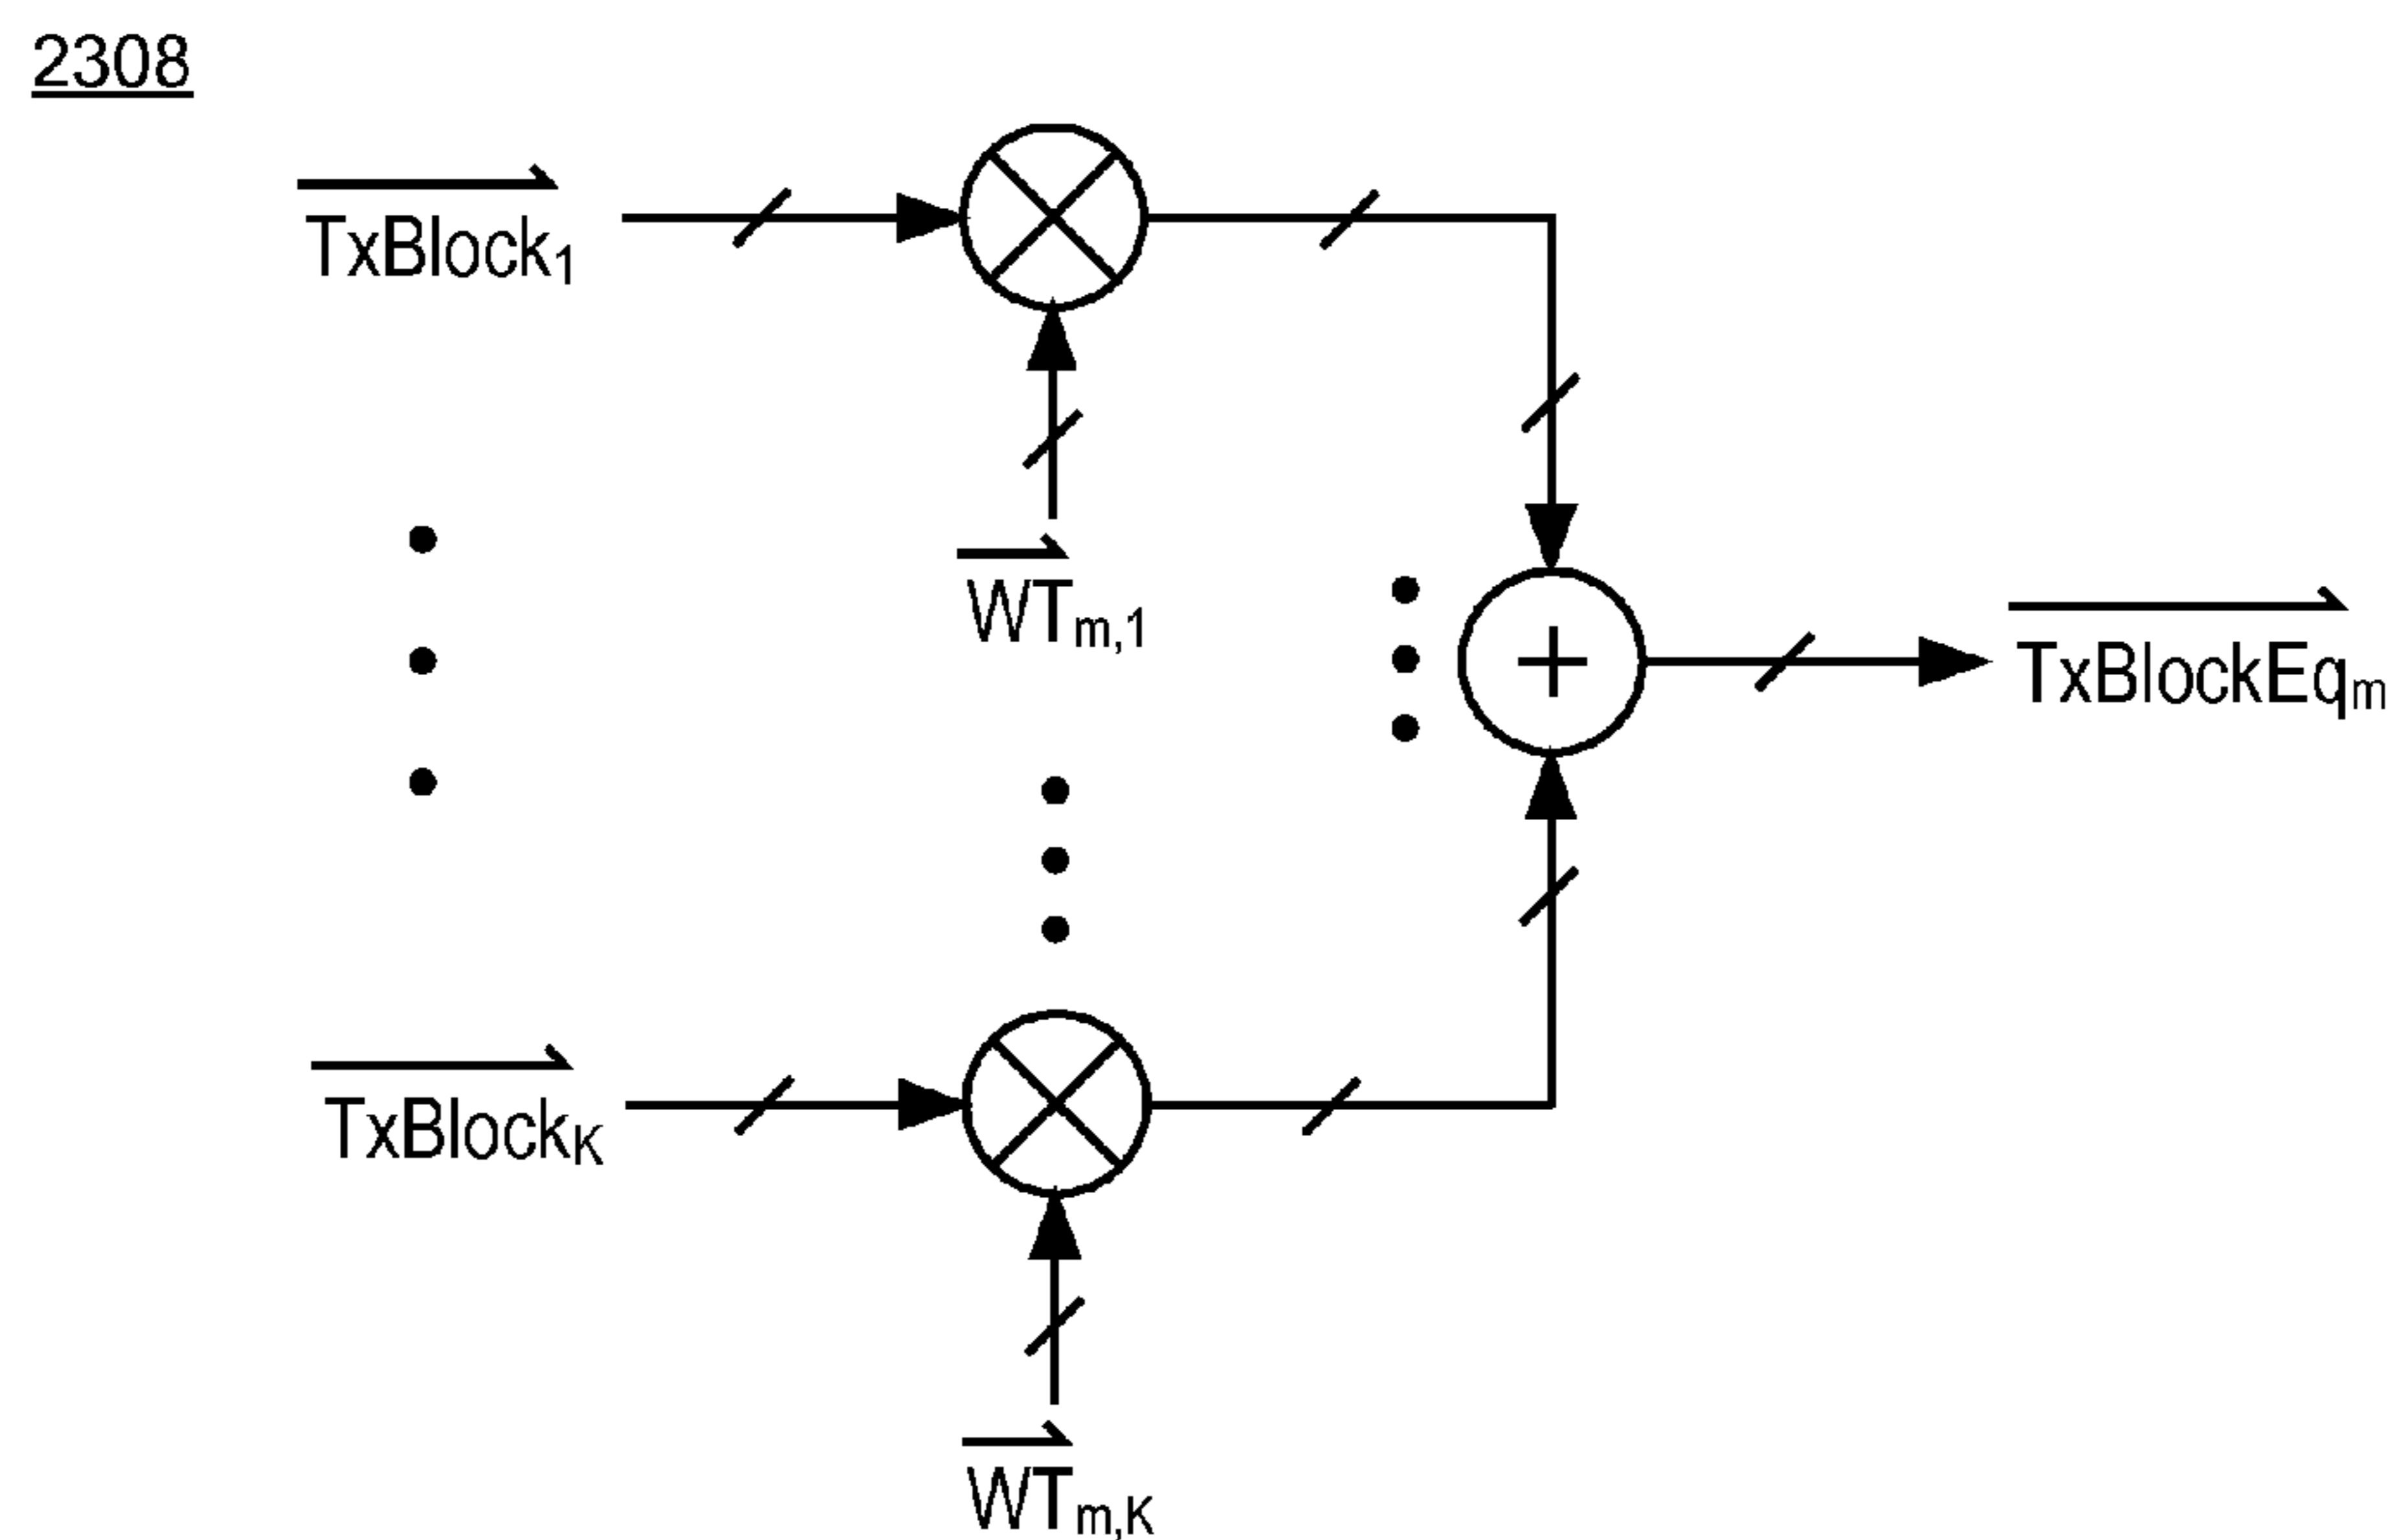 2308
TxBlock₁
WTm,1
+
TxBlockEqm
TxBlockK
WTm,K